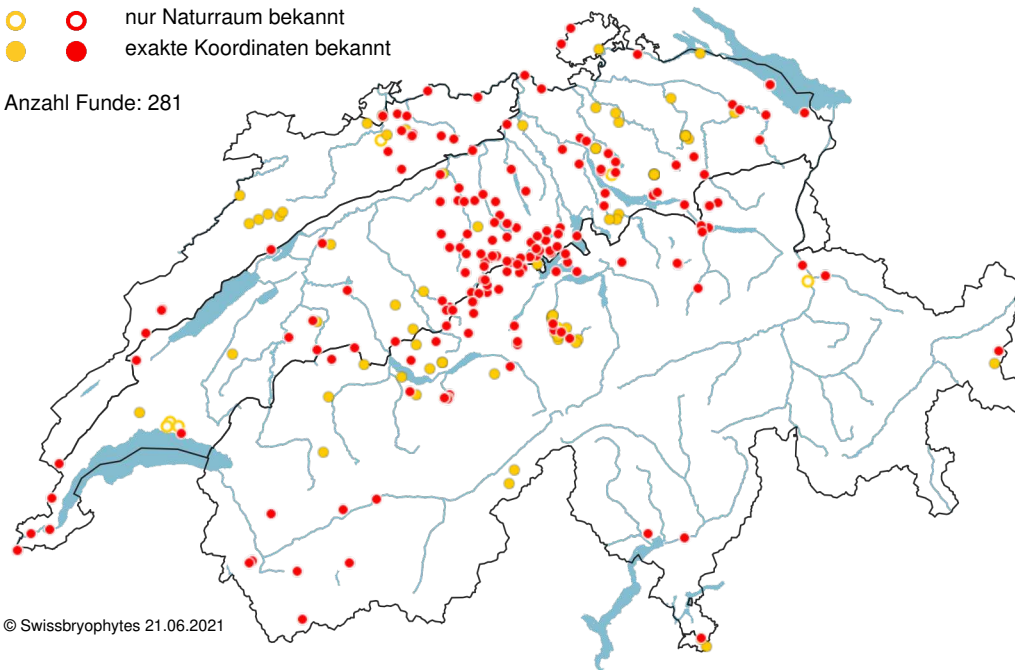 nur Naturraum bekannt
exakte Koordinaten bekannt
Anzahl Funde: 281
© Swissbryophytes 21.06.2021